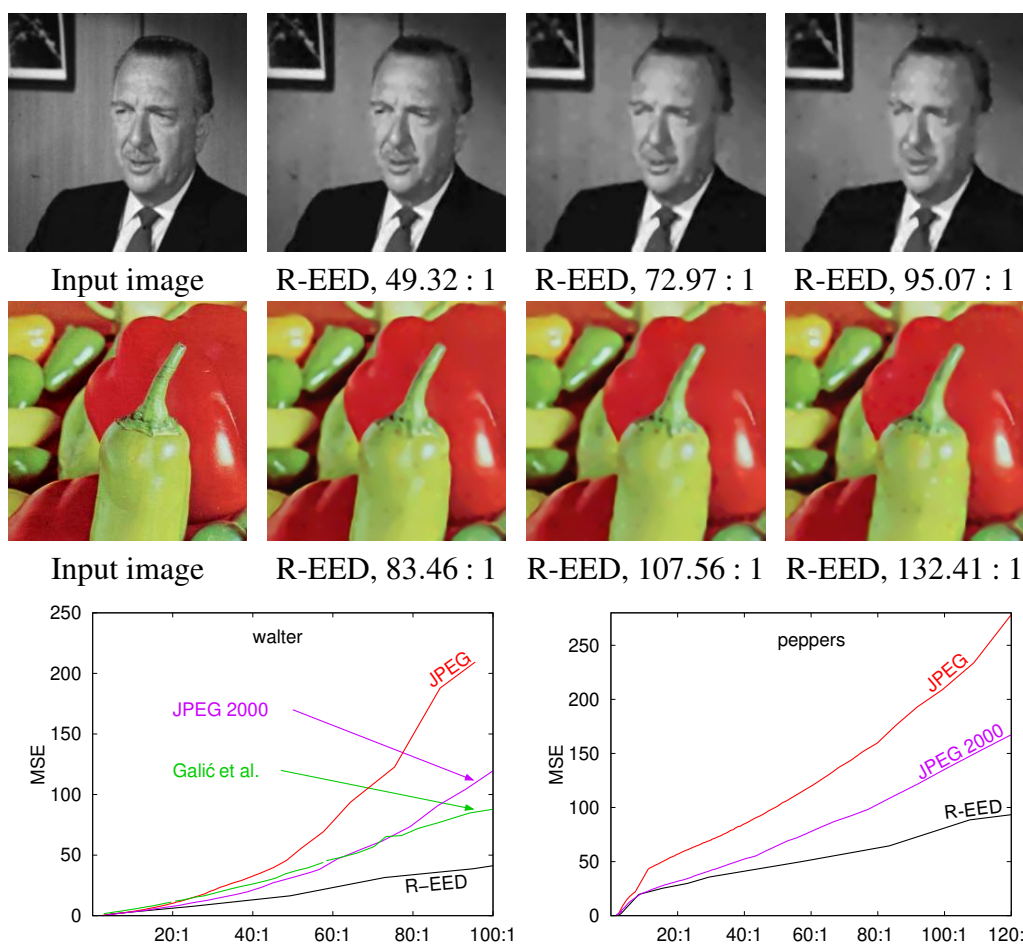 Input image R-EED, 49.32 : 1 R-EED, 72.97 : 1 R-EED, 95.07 : 1
Input image R-EED, 83.46 : 1 R-EED, 107.56 : 1 R-EED, 132.41 : 1
walter
MSE
250
200
150
100
50
0
20:1 40:1 60:1 80:1 100:1
JPEG
JPEG 2000
Galić et al.
R–EED
peppers
MSE
250
200
150
100
50
0
20:1 40:1 60:1 80:1 100:1 120:
JPEG
JPEG 2000
R-EED